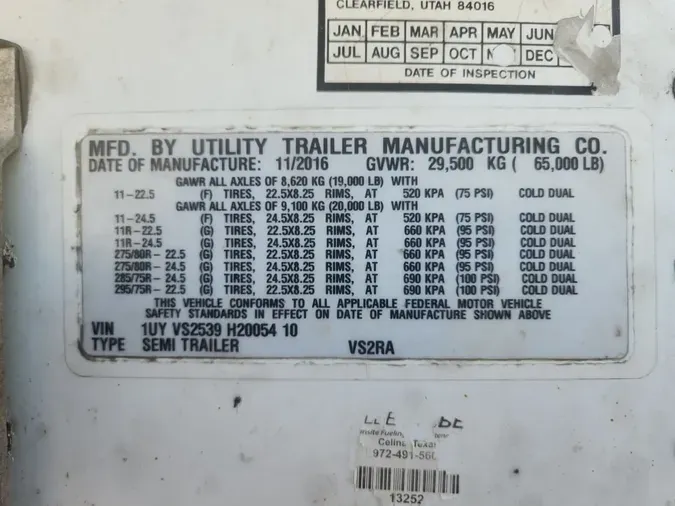 CLEARFIELD, UTAH 84016
JAN FEB MAR APR MAY JUN
JUL AUG SEP OCT DEC
DATE OF INSPECTION
MFD. BY UTILITY TRAILER MANUFACTURING CO.
DATE OF MANUFACTURE: 11/2016 GVWR: 29,500 KG ( 65,000 LB)
GAWR ALL AXLES OF 8,620 KG (19,000 LB) WITH
11-22.5 (F) TIRES, 22.5X8.25 RIMS, AT 520 KPA (75 PSI) COLD DUAL
GAWR ALL AXLES OF 9,100 KG (20,000 LB) WITH
11-24.5 (F) TIRES, 24.5X8.25 RIMS, AT 520 KPA (75 PSI) COLD DUAL
11R-22.5 (G) TIRES, 22.5X8.25 RIMS, AT 660 KPA (95 PSI) COLD DUAL
11R-24.5 (G) TIRES, 24.5X8.25 RIMS, AT 660 KPA (95 PSI) COLD DUAL
275/80R-22.5 (G) TIRES, 22.5X8.25 RIMS, AT 660 KPA (95 PSI) COLD DUAL
275/80R-24.5 (G) TIRES, 24.5X8.25 RIMS, AT 660 KPA (95 PSI) COLD DUAL
285/75R-24.5 (G) TIRES, 24.5X8.25 RIMS, AT 690 KPA (100 PSI) COLD DUAL
295/75R-22.5 (G) TIRES, 22.5X8.25 RIMS, AT 690 KPA (100 PSI) COLD DUAL
THIS VEHICLE CONFORMS TO ALL APPLICABLE FEDERAL MOTOR VEHICLE
SAFETY STANDARDS IN EFFECT ON DATE OF MANUFACTURE SHOWN ABOVE
VIN 1UY VS2539 H20054 10
TYPE SEMI TRAILER VS2RA
Celina Texas
972-491-56
13252